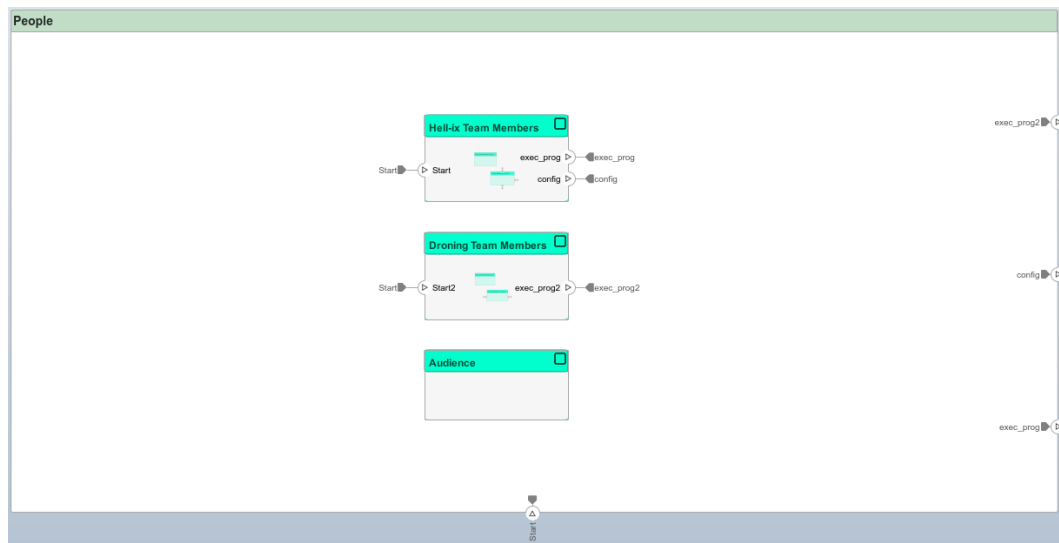 People
exec_prog2
Hell-ix Team Members
exec_prog exec_prog
Start Start
config config
Droning Team Members
config
Start Start2 exec_prog2 exec_prog2
Audience
exec_prog
Start